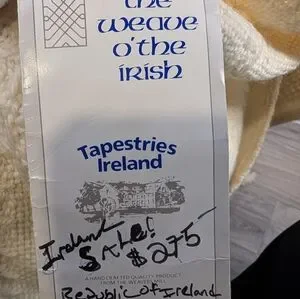 the
weave
o'the
irish
Tapestries
Ireland
Ireland
SALE!
$275-
A HAND CRAFTED QUALITY PRODUCT
FROM THE WEAVERS MILL
Republic of Ireland